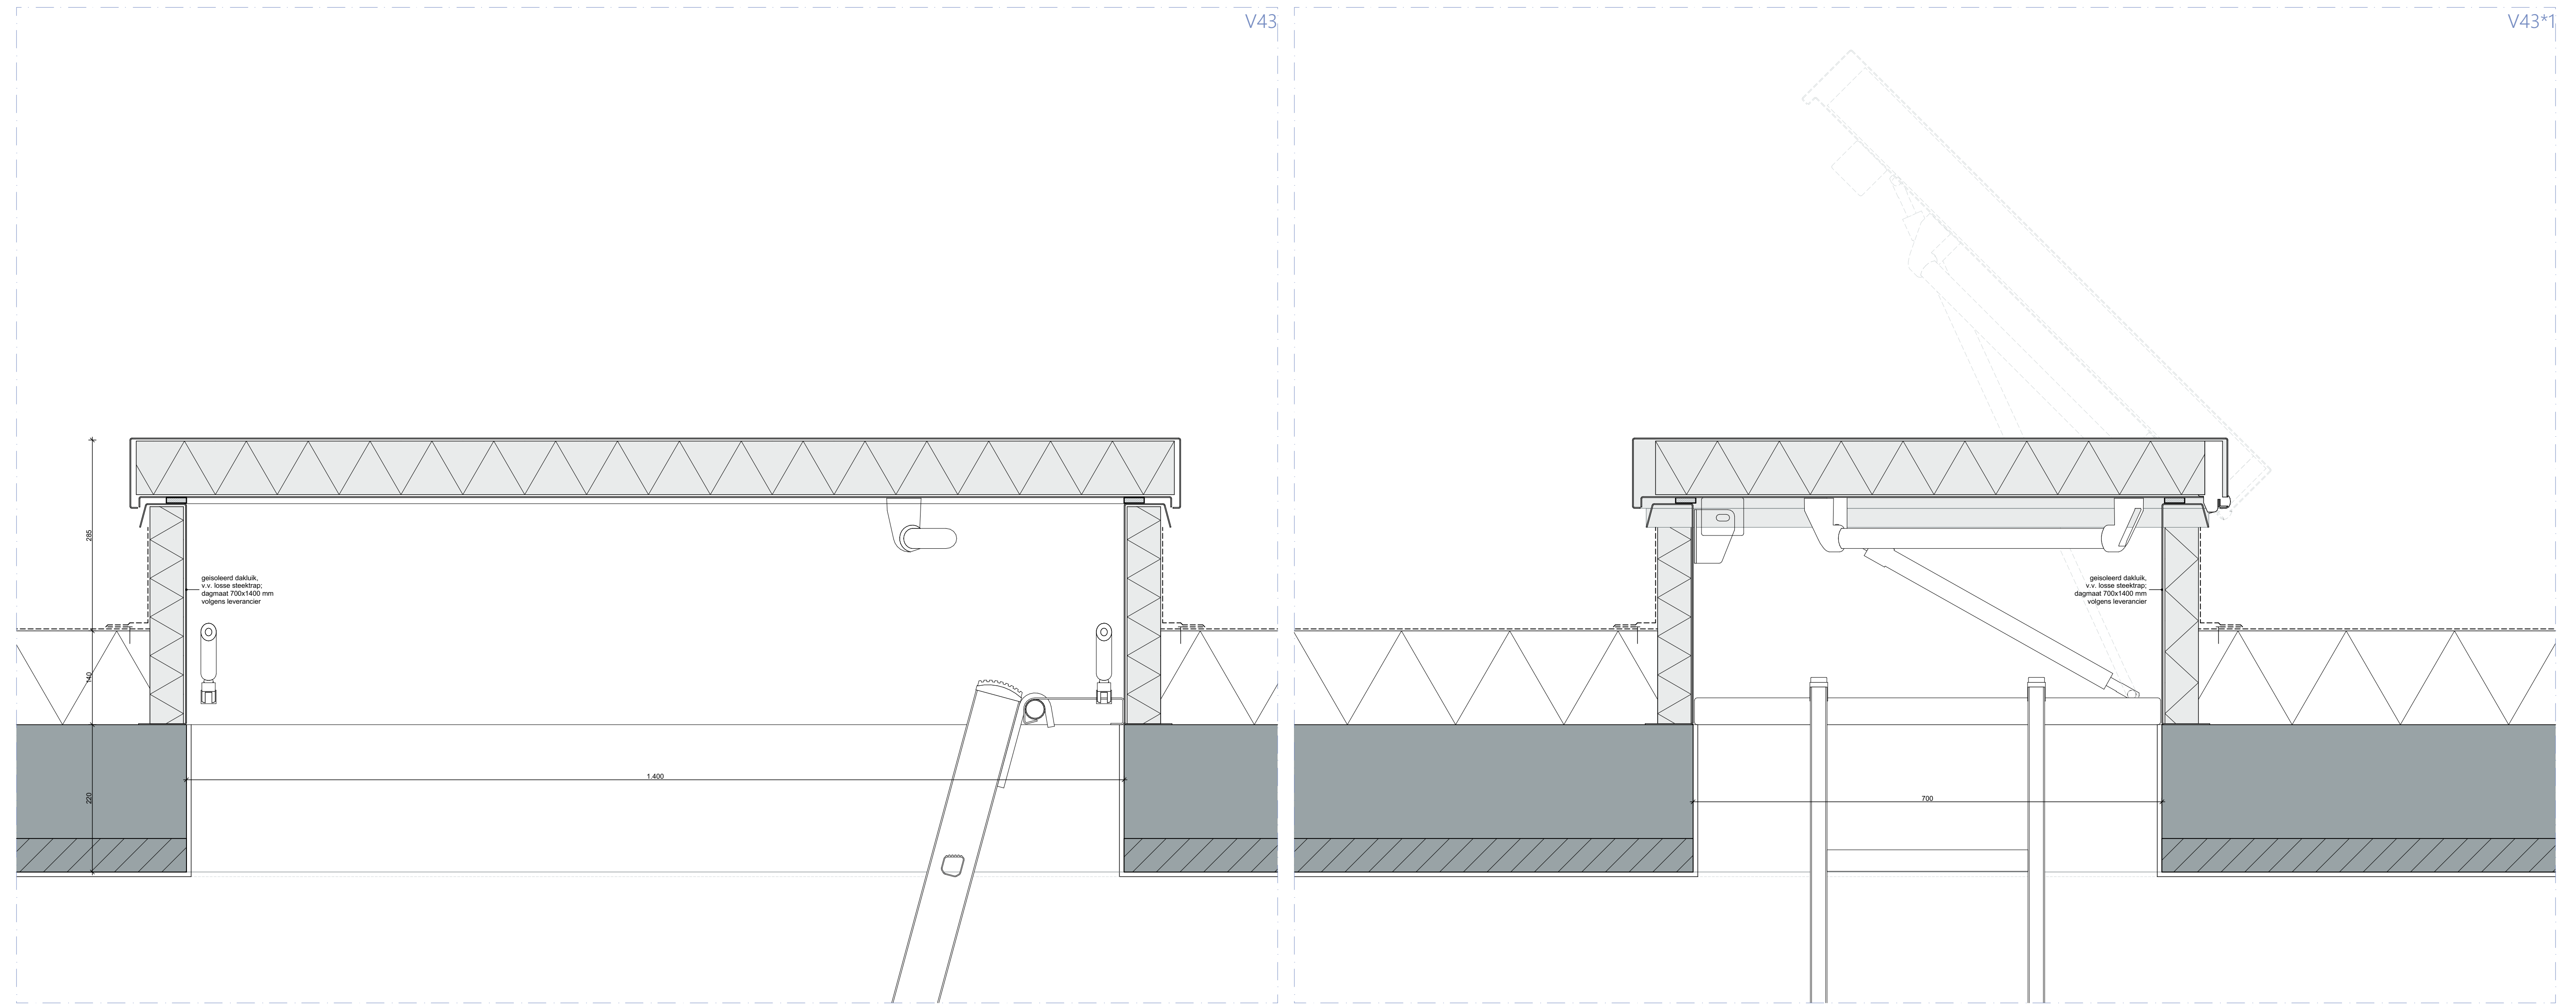 V43
285
geisoleerd dakluik,
v.v. losse steektrap;
dagmaat 700x1400 mm
volgens leverancier
140
220
1.400
V43*1
geisoleerd dakluik,
v.v. losse steektrap;
dagmaat 700x1400 mm
volgens leverancier
700